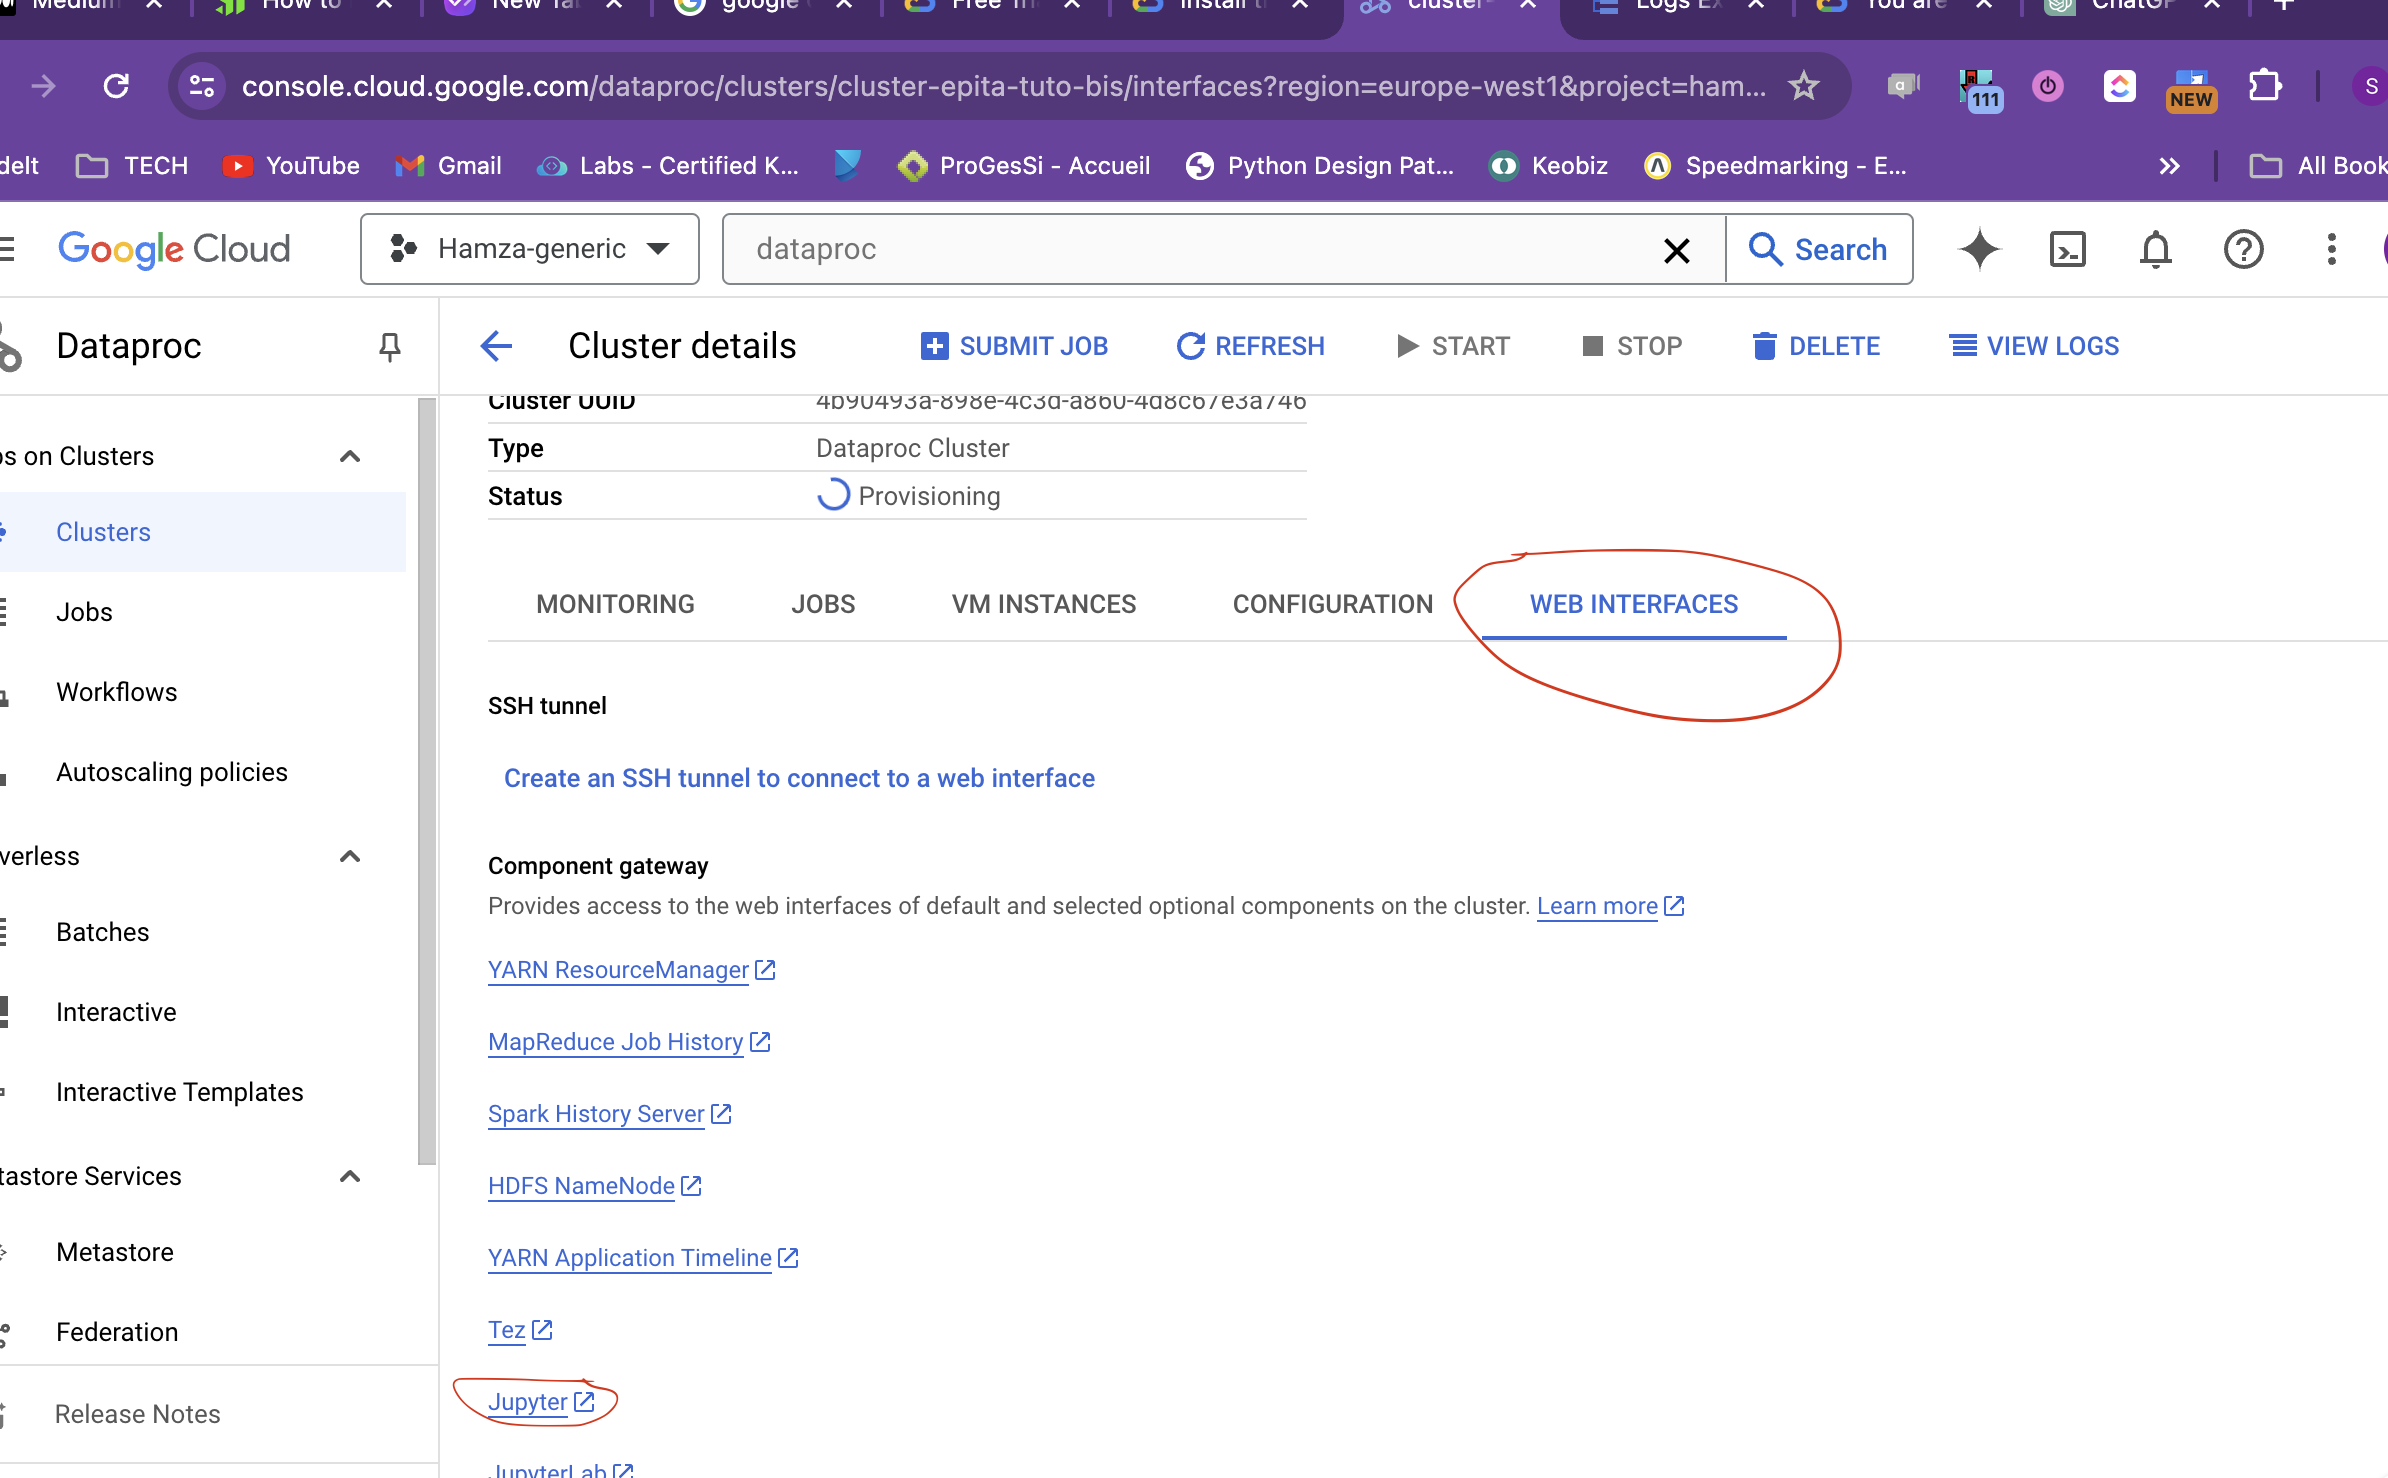 Medium
How to
New Ta
google
Free Tri
Install t
cluster-
Logs Ex
You are
ChatGP
console.cloud.google.com/dataproc/clusters/cluster-epita-tuto-bis/interfaces?region=europe-west1&project=ham...
a
111
NEW
S
delt
TECH
YouTube
Gmail
Labs - Certified K...
ProGesSi - Accueil
Python Design Pat...
Keobiz
Speedmarking - E...
»
All Book
Google Cloud
Hamza-generic
dataproc
Search
Dataproc
Cluster details
SUBMIT JOB
REFRESH
START
STOP
DELETE
VIEW LOGS
Cluster UUID 4b90493a-898e-4c3d-a860-4d8c67e3a746
Type Dataproc Cluster
Status Provisioning
bs on Clusters
Clusters
Jobs
Workflows
Autoscaling policies
verless
Batches
Interactive
Interactive Templates
tastore Services
Metastore
Federation
Release Notes
MONITORING
JOBS
VM INSTANCES
CONFIGURATION
WEB INTERFACES
SSH tunnel
Create an SSH tunnel to connect to a web interface
Component gateway
Provides access to the web interfaces of default and selected optional components on the cluster. Learn more
YARN ResourceManager
MapReduce Job History
Spark History Server
HDFS NameNode
YARN Application Timeline
Tez
Jupyter
JupyterLab